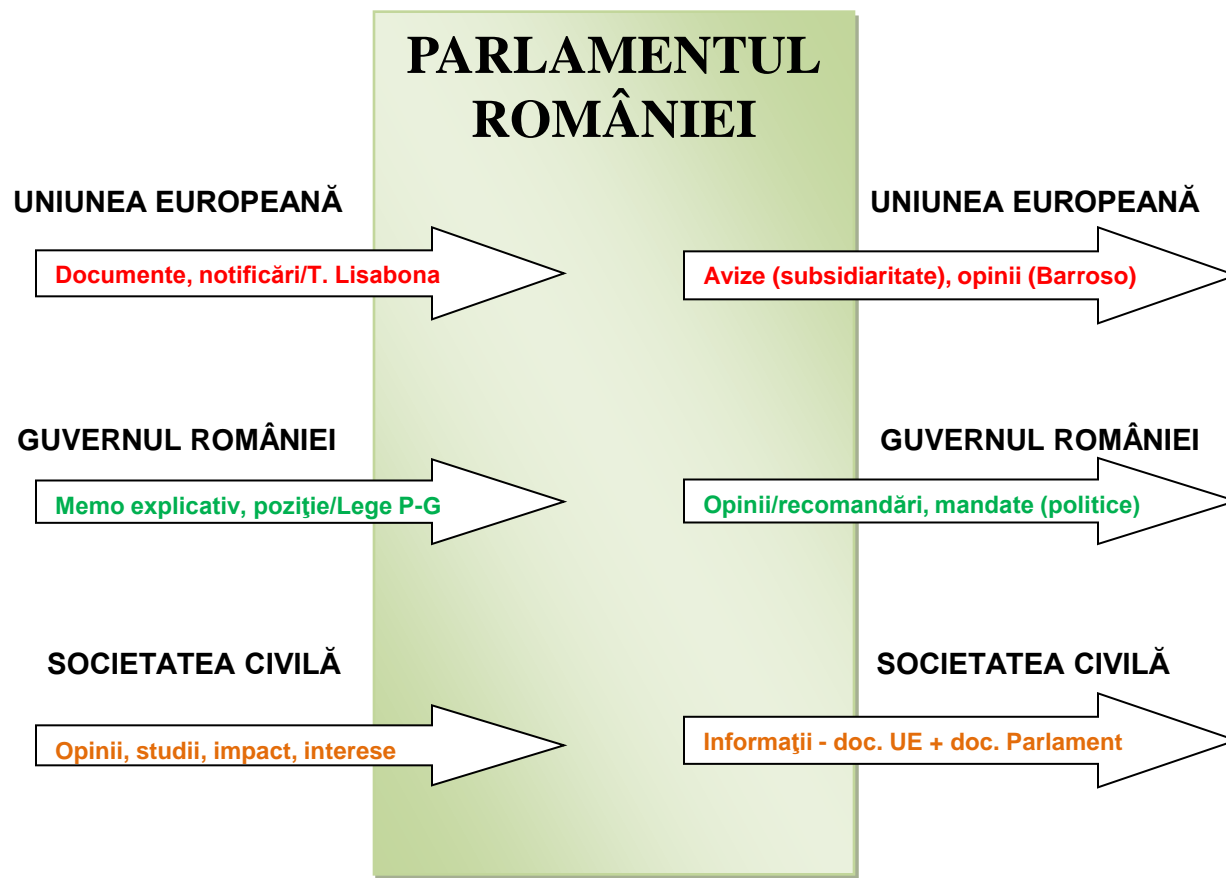 PARLAMENTUL
ROMÂNIEI
UNIUNEA EUROPEANĂ
UNIUNEA EUROPEANĂ
Documente, notificări/T. Lisabona
Avize (subsidiaritate), opinii (Barroso)
GUVERNUL ROMÂNIEI
GUVERNUL ROMÂNIEI
Memo explicativ, poziţie/Lege P-G
Opinii/recomandări, mandate (politice)
SOCIETATEA CIVILĂ
SOCIETATEA CIVILĂ
Opinii, studii, impact, interese
Informaţii - doc. UE + doc. Parlament